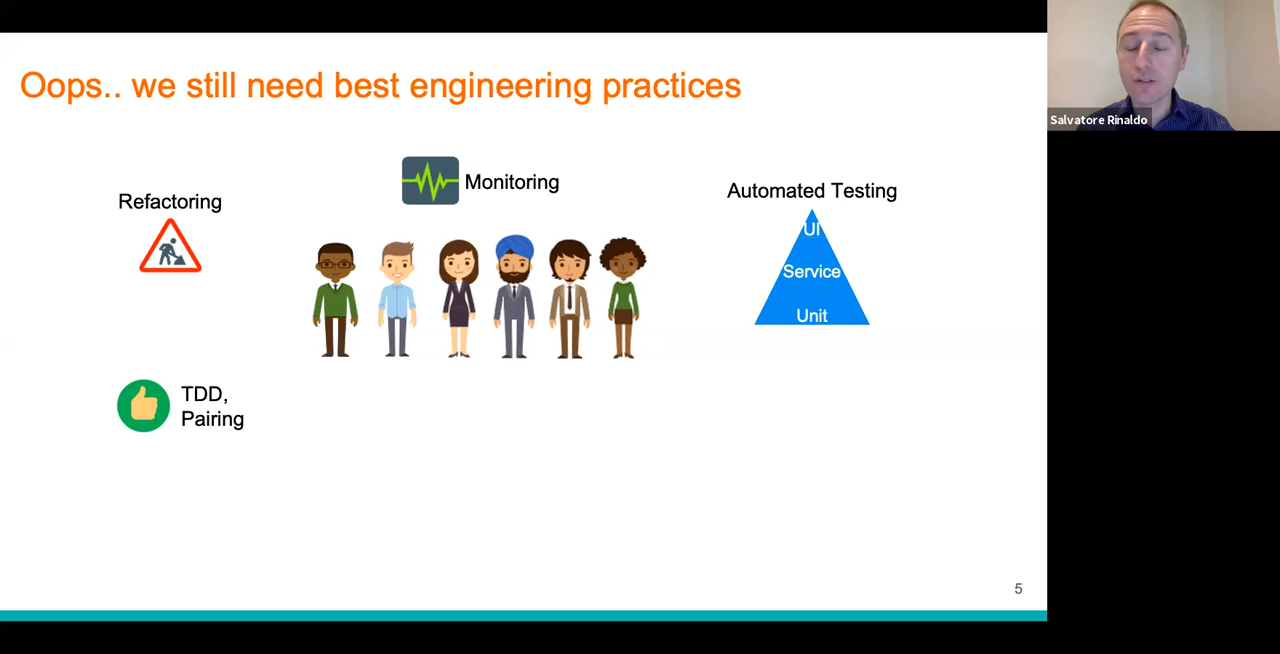 Oops.. we still need best engineering practices
Salvatore Rinaldo
Monitoring
Refactoring
Automated Testing
UI
Service
Unit
TDD,
Pairing
5